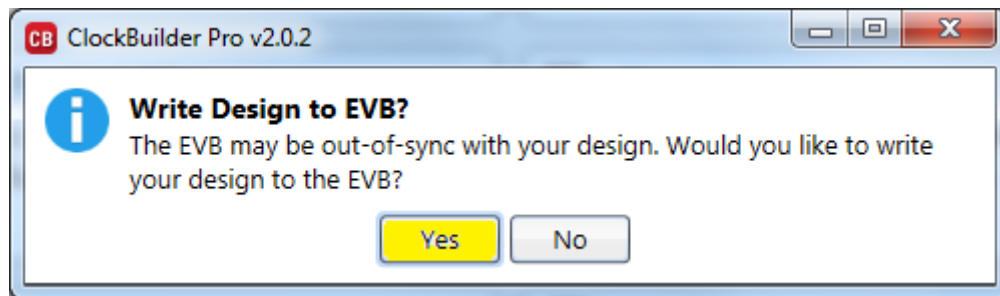 CB ClockBuilder Pro v2.0.2
Write Design to EVB?
The EVB may be out-of-sync with your design. Would you like to write
your design to the EVB?
Yes No